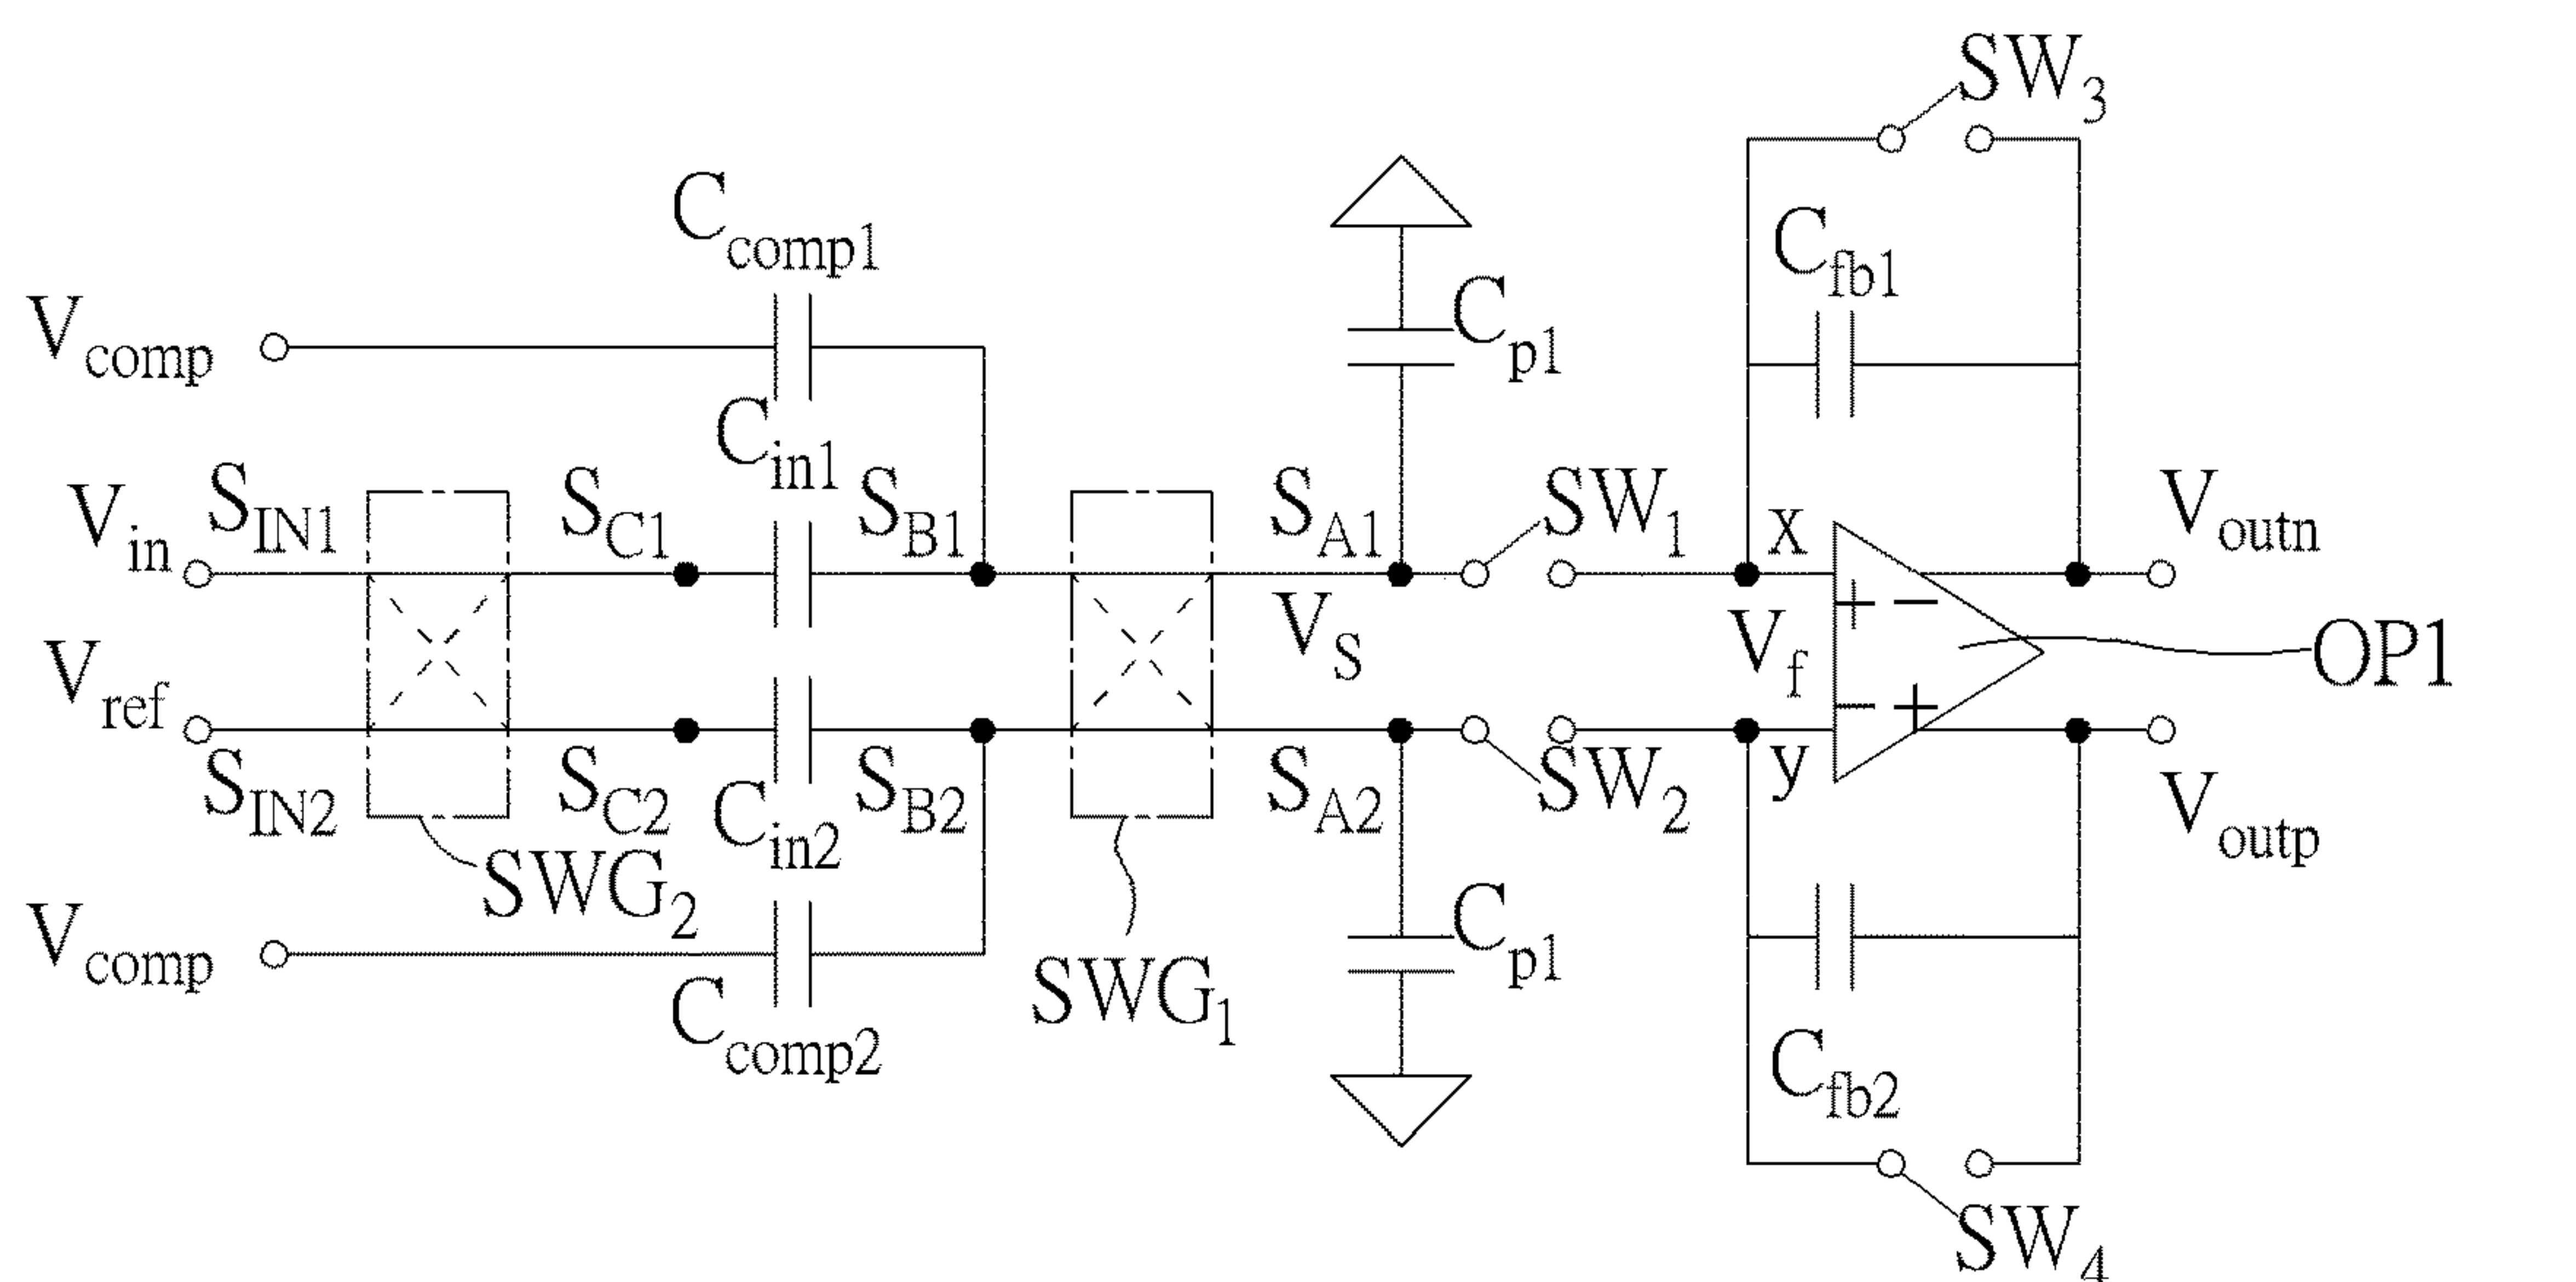 SW3
Ccomp1
Cfb1
Vcomp
Cp1
Cin1
Vin
SIN1
SC1
SB1
SA1
SW1
x
Voutn
VS
Vf
+ −
OP1
Vref
− +
y
SIN2
SC2
Cin2
SB2
SA2
SW2
Voutp
SWG2
Vcomp
Cp1
SWG1
Ccomp2
Cfb2
SW4